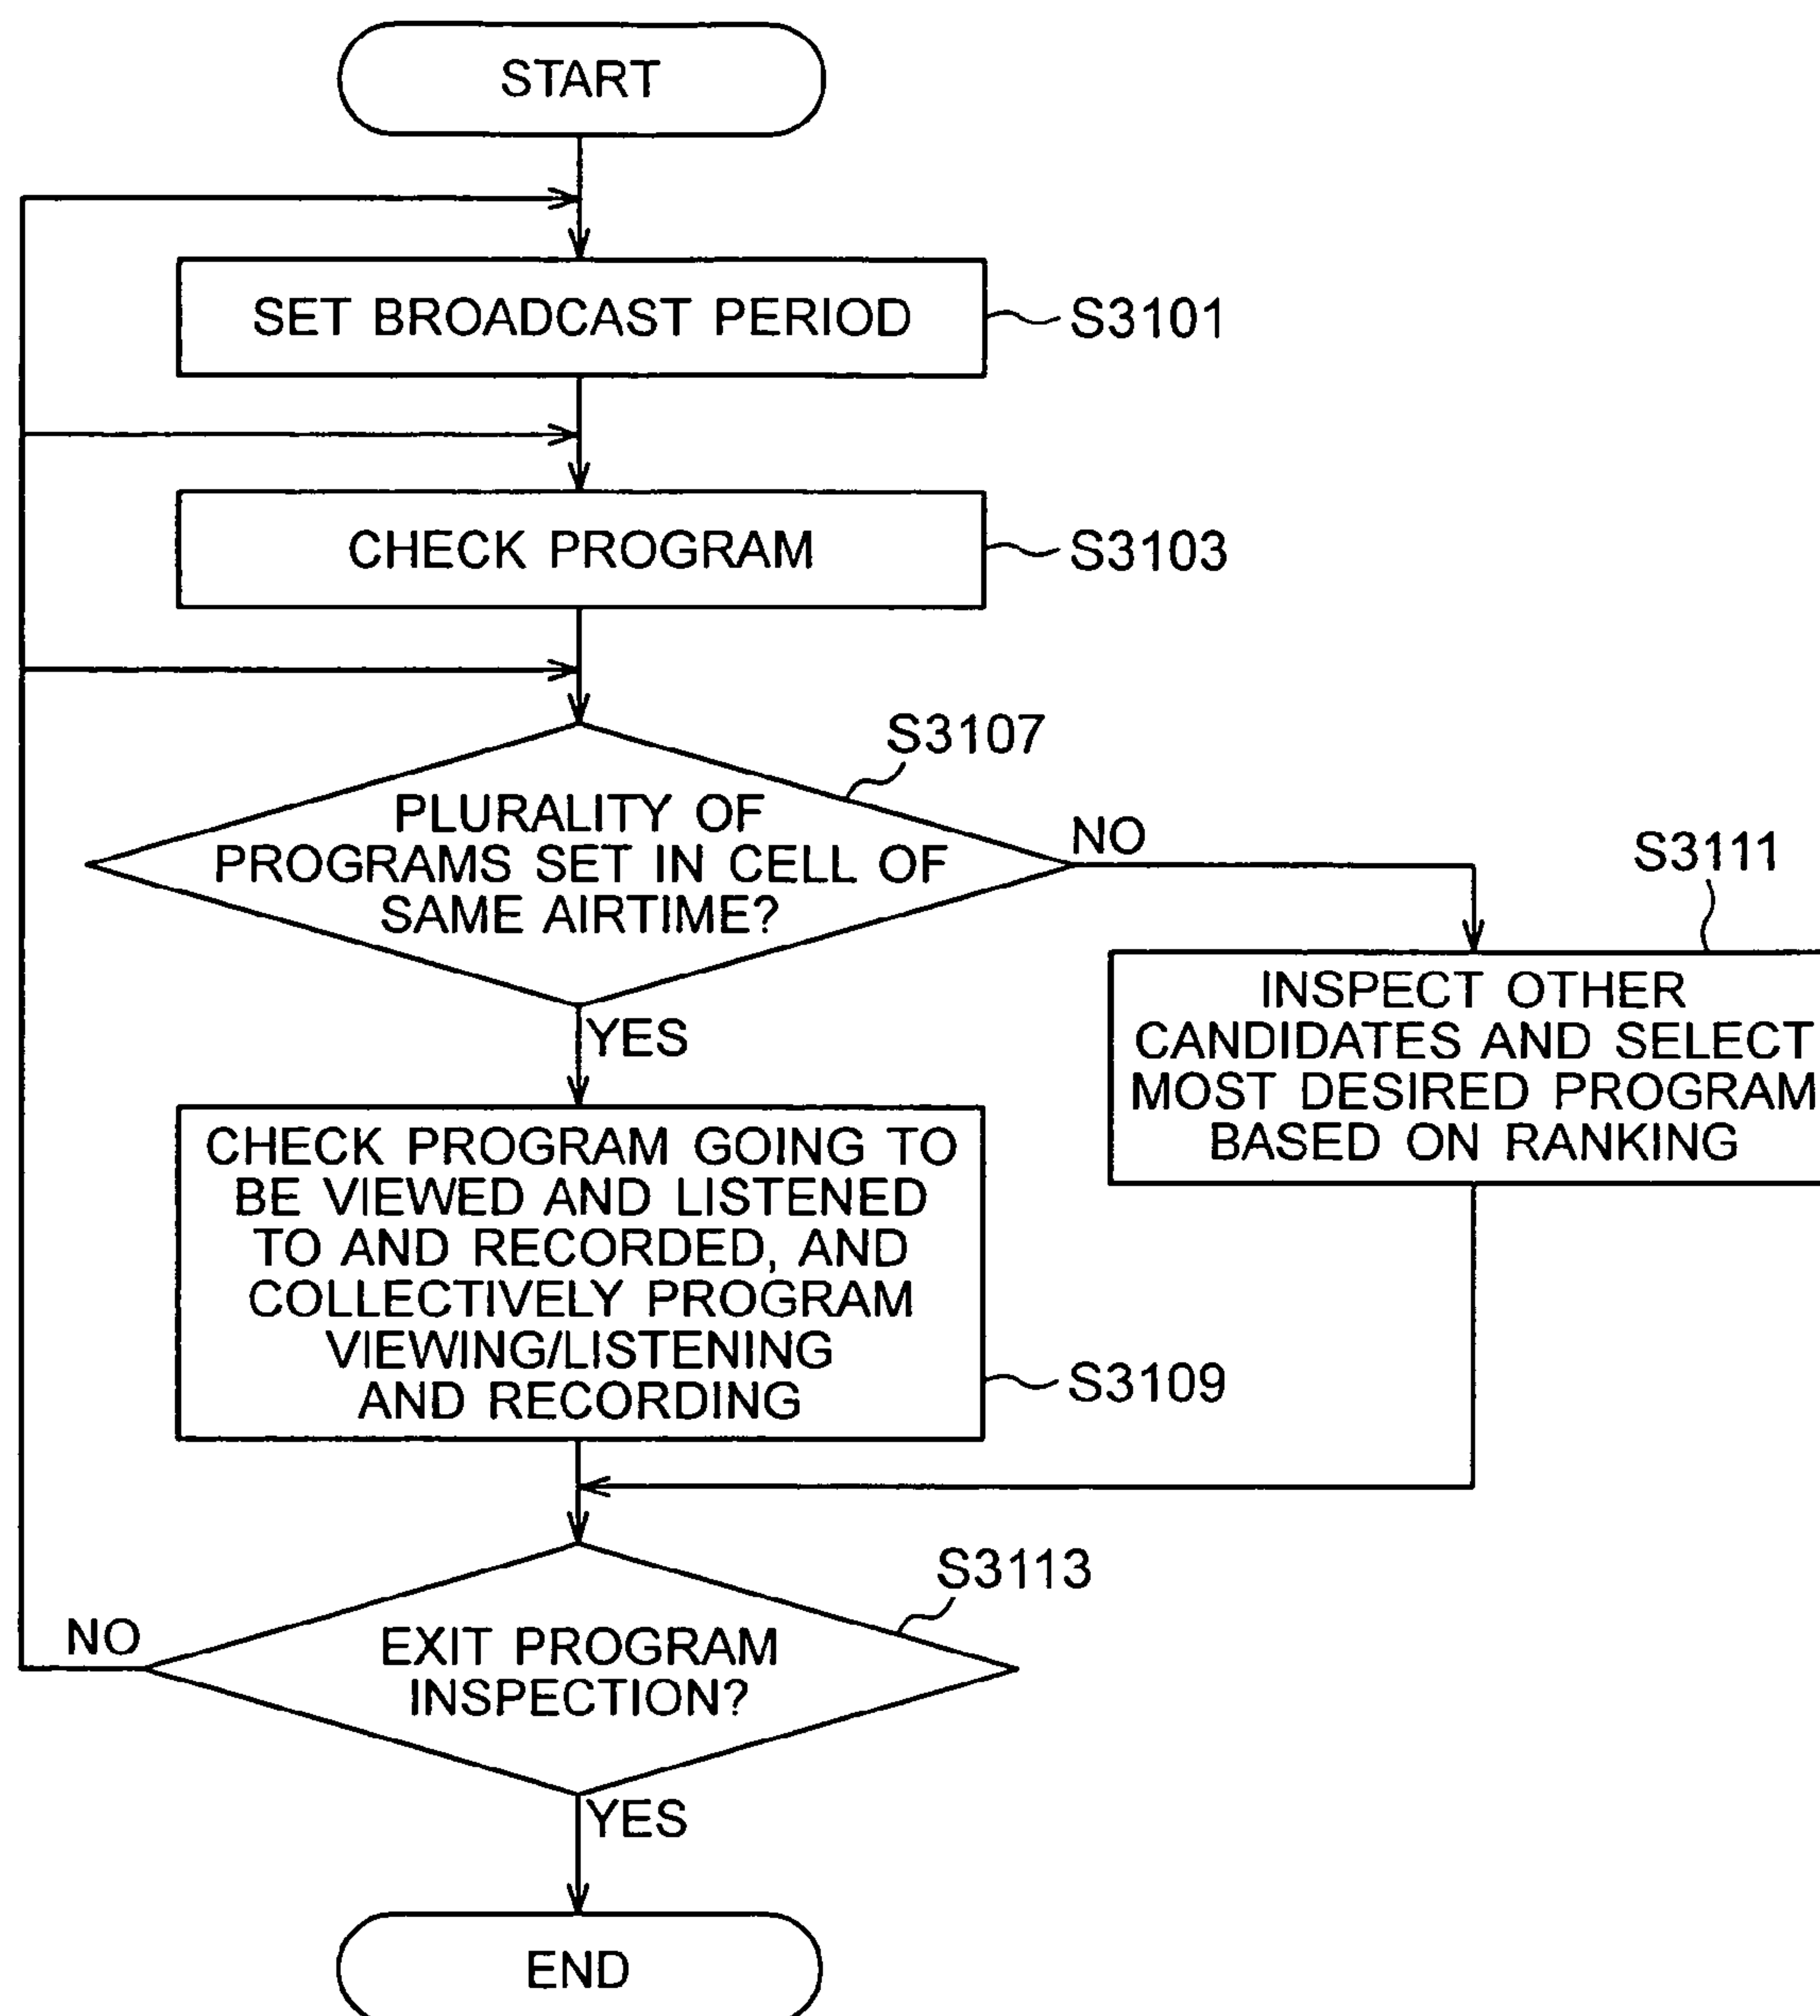 START
SET BROADCAST PERIOD
S3101
CHECK PROGRAM
S3103
S3107
PLURALITY OF
PROGRAMS SET IN CELL OF
SAME AIRTIME?
NO
S3111
INSPECT OTHER
CANDIDATES AND SELECT
MOST DESIRED PROGRAM
BASED ON RANKING
YES
CHECK PROGRAM GOING TO
BE VIEWED AND LISTENED
TO AND RECORDED, AND
COLLECTIVELY PROGRAM
VIEWING/LISTENING
AND RECORDING
S3109
S3113
NO
EXIT PROGRAM
INSPECTION?
YES
END